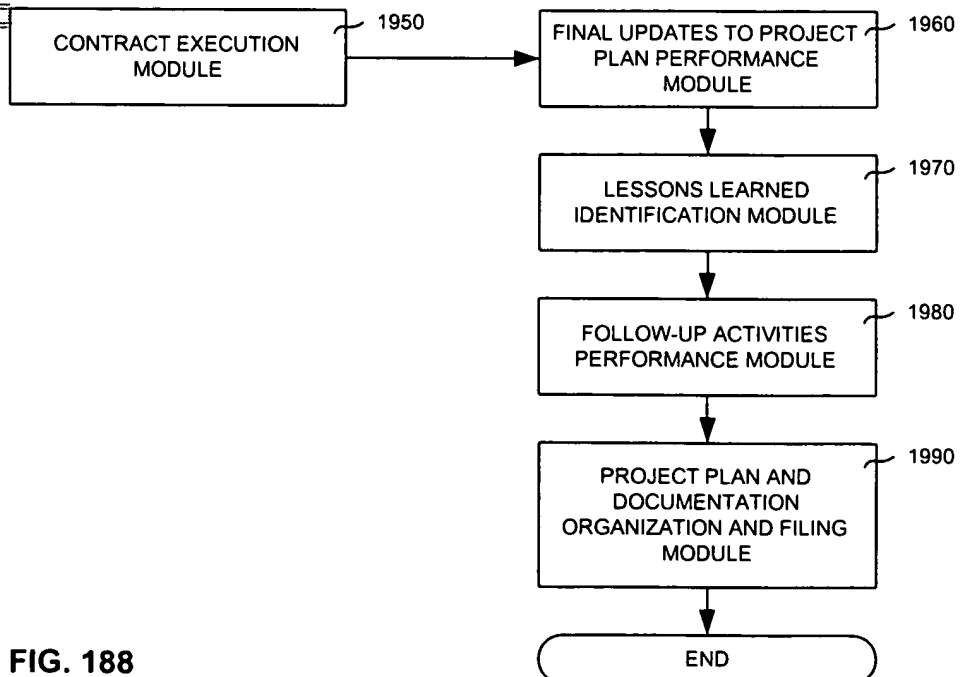 CONTRACT EXECUTION
MODULE
1950
FINAL UPDATES TO PROJECT
PLAN PERFORMANCE
MODULE
1960
LESSONS LEARNED
IDENTIFICATION MODULE
1970
FOLLOW-UP ACTIVITIES
PERFORMANCE MODULE
1980
PROJECT PLAN AND
DOCUMENTATION
ORGANIZATION AND FILING
MODULE
1990
END
FIG. 188